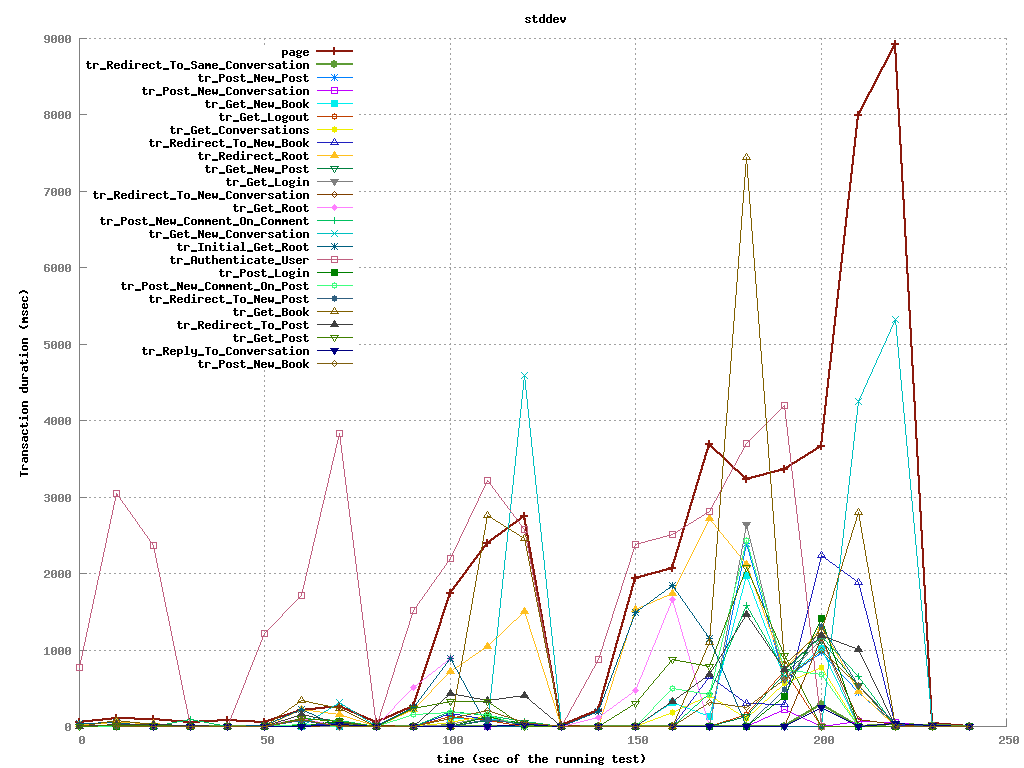 stddev
9000
8000
7000
6000
5000
4000
3000
2000
1000
0
Transaction duration (msec)
page
tr_Redirect_To_Same_Conversation
tr_Post_New_Post
tr_Post_New_Conversation
tr_Get_New_Book
tr_Get_Logout
tr_Get_Conversations
tr_Redirect_To_New_Book
tr_Redirect_Root
tr_Get_New_Post
tr_Get_Login
tr_Redirect_To_New_Conversation
tr_Get_Root
tr_Post_New_Comment_On_Comment
tr_Get_New_Conversation
tr_Initial_Get_Root
tr_Authenticate_User
tr_Post_Login
tr_Post_New_Comment_On_Post
tr_Redirect_To_New_Post
tr_Get_Book
tr_Redirect_To_Post
tr_Get_Post
tr_Reply_To_Conversation
tr_Post_New_Book
0 50 100 150 200 250
time (sec of the running test)